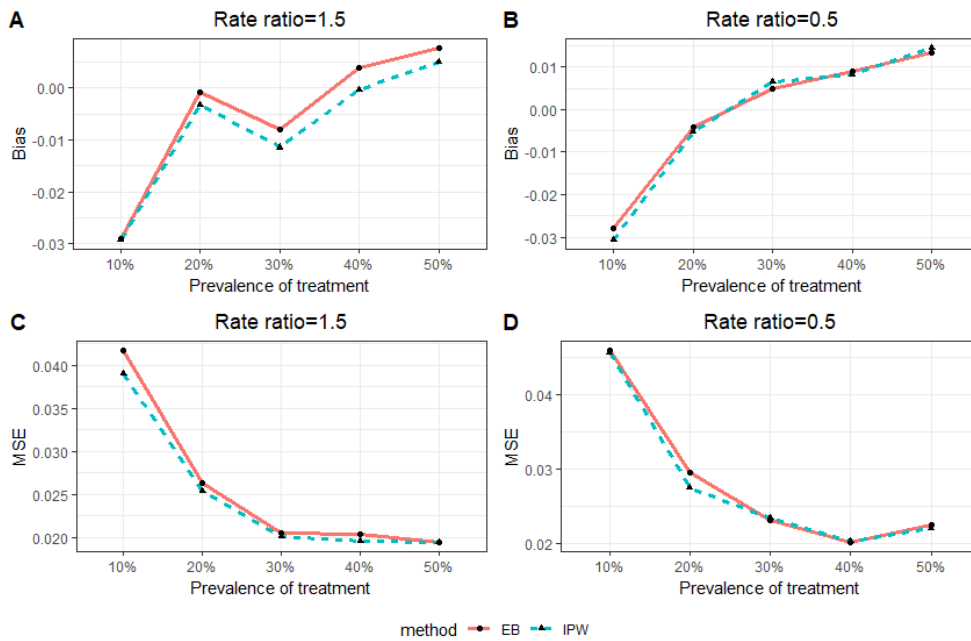 A
Rate ratio=1.5
0.00
-0.01
-0.02
-0.03
Bias
10% 20% 30% 40% 50%
Prevalence of treatment
B
Rate ratio=0.5
0.01
0.00
-0.01
-0.02
-0.03
Bias
10% 20% 30% 40% 50%
Prevalence of treatment
C
Rate ratio=1.5
0.040
0.035
0.030
0.025
0.020
MSE
10% 20% 30% 40% 50%
Prevalence of treatment
D
Rate ratio=0.5
0.04
0.03
0.02
MSE
10% 20% 30% 40% 50%
Prevalence of treatment
method EB IPW